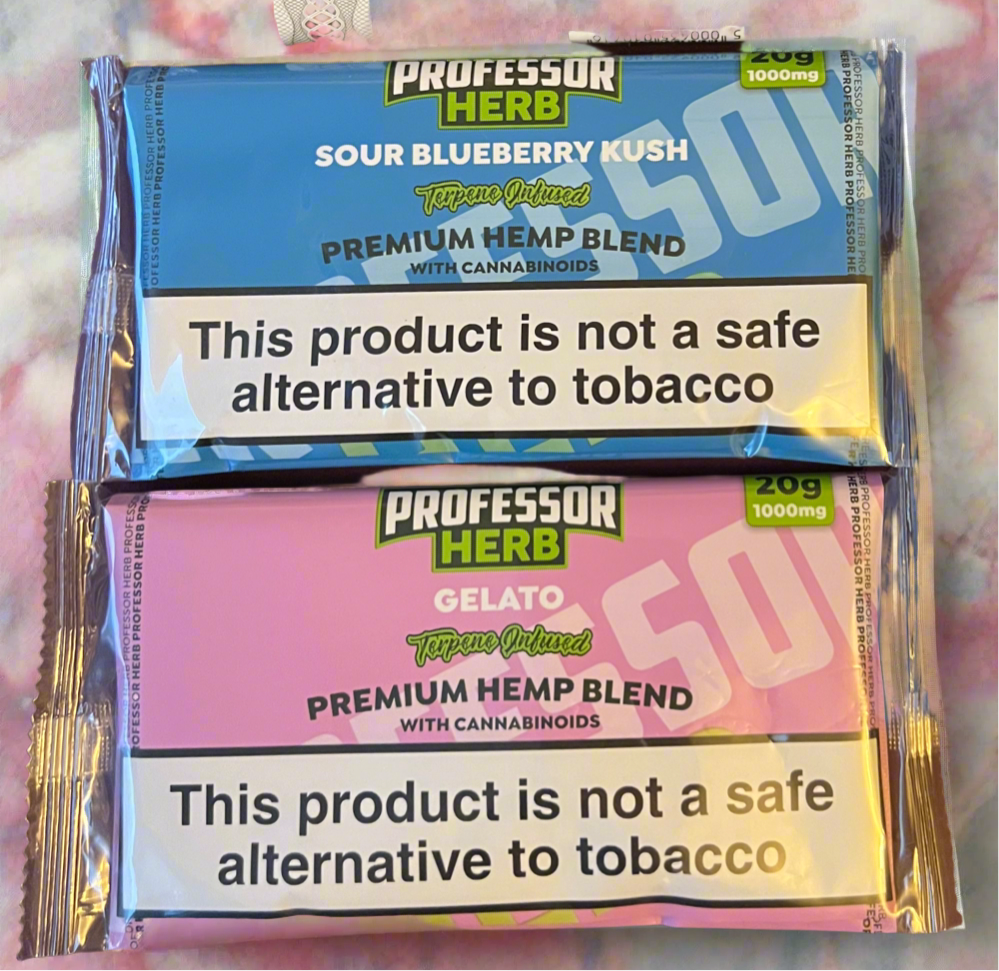 20g
1000mg
PROFESSOR
HERB
SOUR BLUEBERRY KUSH
Terpene Infused
PREMIUM HEMP BLEND
WITH CANNABINOIDS
This product is not a safe
alternative to tobacco
20g
1000mg
PROFESSOR
HERB
GELATO
Terpene Infused
PREMIUM HEMP BLEND
WITH CANNABINOIDS
This product is not a safe
alternative to tobacco